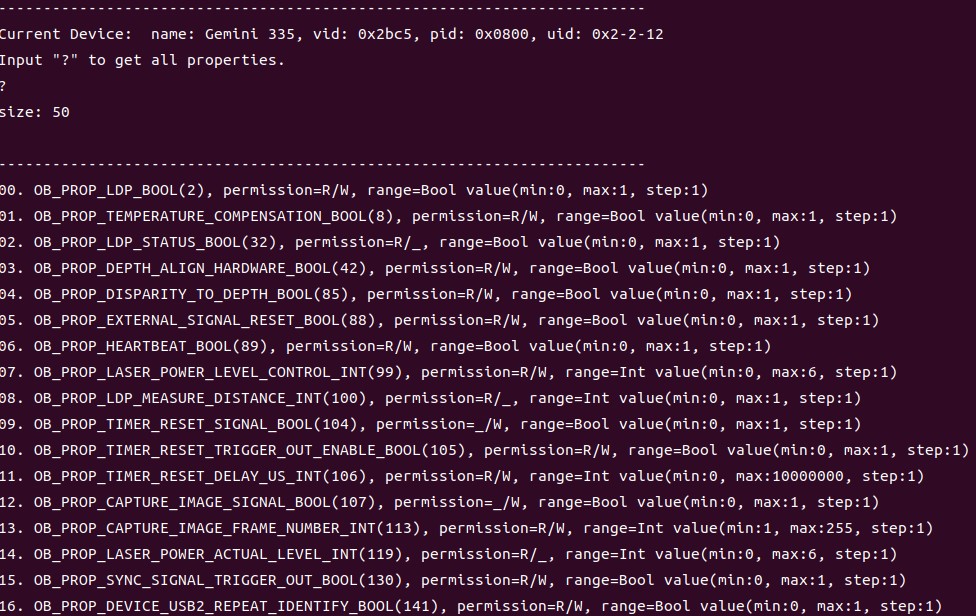 ------------------------------------------------------------------------
Current Device:  name: Gemini 335, vid: 0x2bc5, pid: 0x0800, uid: 0x2-2-12
Input "?" to get all properties.
?
size: 50
------------------------------------------------------------------------
00. OB_PROP_LDP_BOOL(2), permission=R/W, range=Bool value(min:0, max:1, step:1)
01. OB_PROP_TEMPERATURE_COMPENSATION_BOOL(8), permission=R/W, range=Bool value(min:0, max:1, step:1)
02. OB_PROP_LDP_STATUS_BOOL(32), permission=R/_, range=Bool value(min:0, max:1, step:1)
03. OB_PROP_DEPTH_ALIGN_HARDWARE_BOOL(42), permission=R/W, range=Bool value(min:0, max:1, step:1)
04. OB_PROP_DISPARITY_TO_DEPTH_BOOL(85), permission=R/W, range=Bool value(min:0, max:1, step:1)
05. OB_PROP_EXTERNAL_SIGNAL_RESET_BOOL(88), permission=R/W, range=Bool value(min:0, max:1, step:1)
06. OB_PROP_HEARTBEAT_BOOL(89), permission=R/W, range=Bool value(min:0, max:1, step:1)
07. OB_PROP_LASER_POWER_LEVEL_CONTROL_INT(99), permission=R/W, range=Int value(min:0, max:6, step:1)
08. OB_PROP_LDP_MEASURE_DISTANCE_INT(100), permission=R/_, range=Int value(min:0, max:1, step:1)
09. OB_PROP_TIMER_RESET_SIGNAL_BOOL(104), permission=_/W, range=Bool value(min:0, max:1, step:1)
10. OB_PROP_TIMER_RESET_TRIGGER_OUT_ENABLE_BOOL(105), permission=R/W, range=Bool value(min:0, max:1, step:1)
11. OB_PROP_TIMER_RESET_DELAY_US_INT(106), permission=R/W, range=Int value(min:0, max:10000000, step:1)
12. OB_PROP_CAPTURE_IMAGE_SIGNAL_BOOL(107), permission=_/W, range=Bool value(min:0, max:1, step:1)
13. OB_PROP_CAPTURE_IMAGE_FRAME_NUMBER_INT(113), permission=R/W, range=Int value(min:1, max:255, step:1)
14. OB_PROP_LASER_POWER_ACTUAL_LEVEL_INT(119), permission=R/_, range=Int value(min:0, max:6, step:1)
15. OB_PROP_SYNC_SIGNAL_TRIGGER_OUT_BOOL(130), permission=R/W, range=Bool value(min:0, max:1, step:1)
16. OB_PROP_DEVICE_USB2_REPEAT_IDENTIFY_BOOL(141), permission=R/W, range=Bool value(min:0, max:1, step:1)